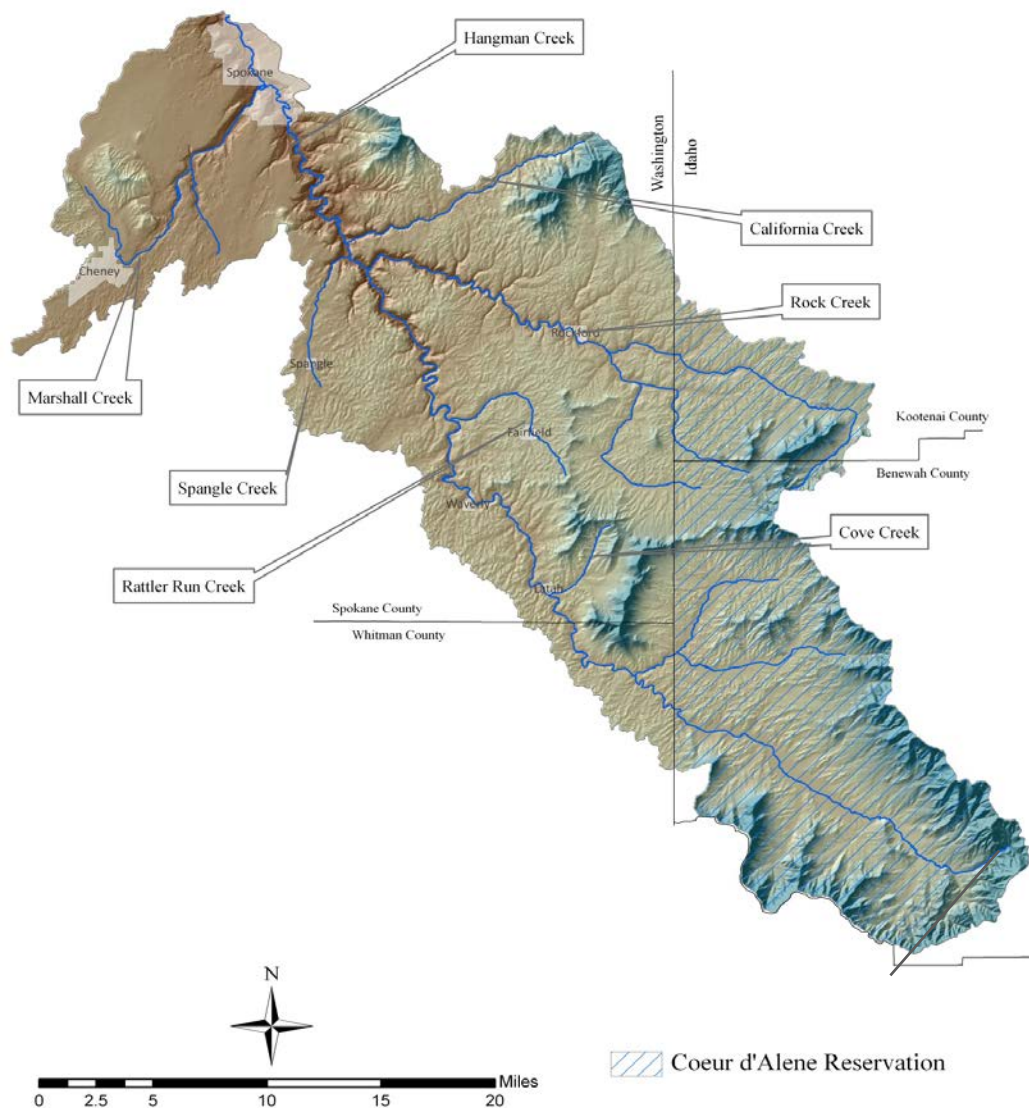 Hangman Creek
Spokane
Washington
Idaho
California Creek
Cheney
Rock Creek
Rockford
Marshall Creek
Spangle
Kootenai County
Fairfield
Benewah County
Spangle Creek
Waverly
Cove Creek
Rattler Run Creek
Latah
Spokane County
Whitman County
N
Coeur d'Alene Reservation
Miles
0 2.5 5 10 15 20